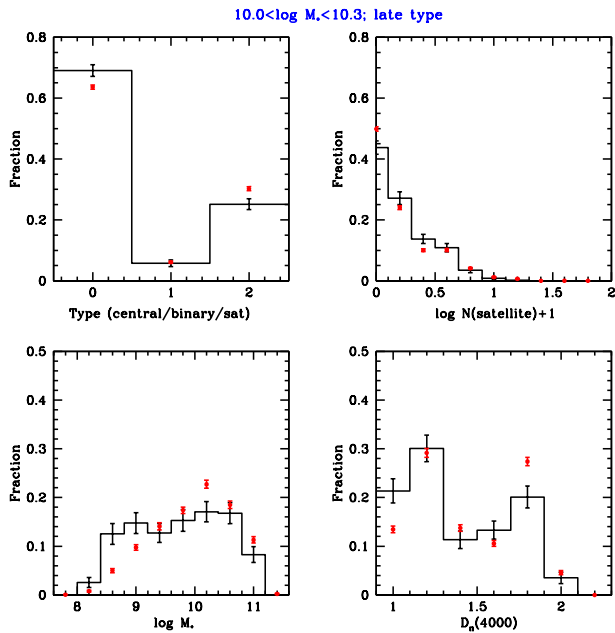 10.0<log M*<10.3; late type
0.8
0.6
0.4
0.2
0
Fraction
0 1 2
Type (central/binary/sat)
0.8
0.6
0.4
0.2
0
Fraction
0 0.5 1 1.5 2
log N(satellite)+1
0.5
0.4
0.3
0.2
0.1
0
Fraction
8 9 10 11
log M*
0.5
0.4
0.3
0.2
0.1
0
Fraction
1 1.5 2
Dn(4000)